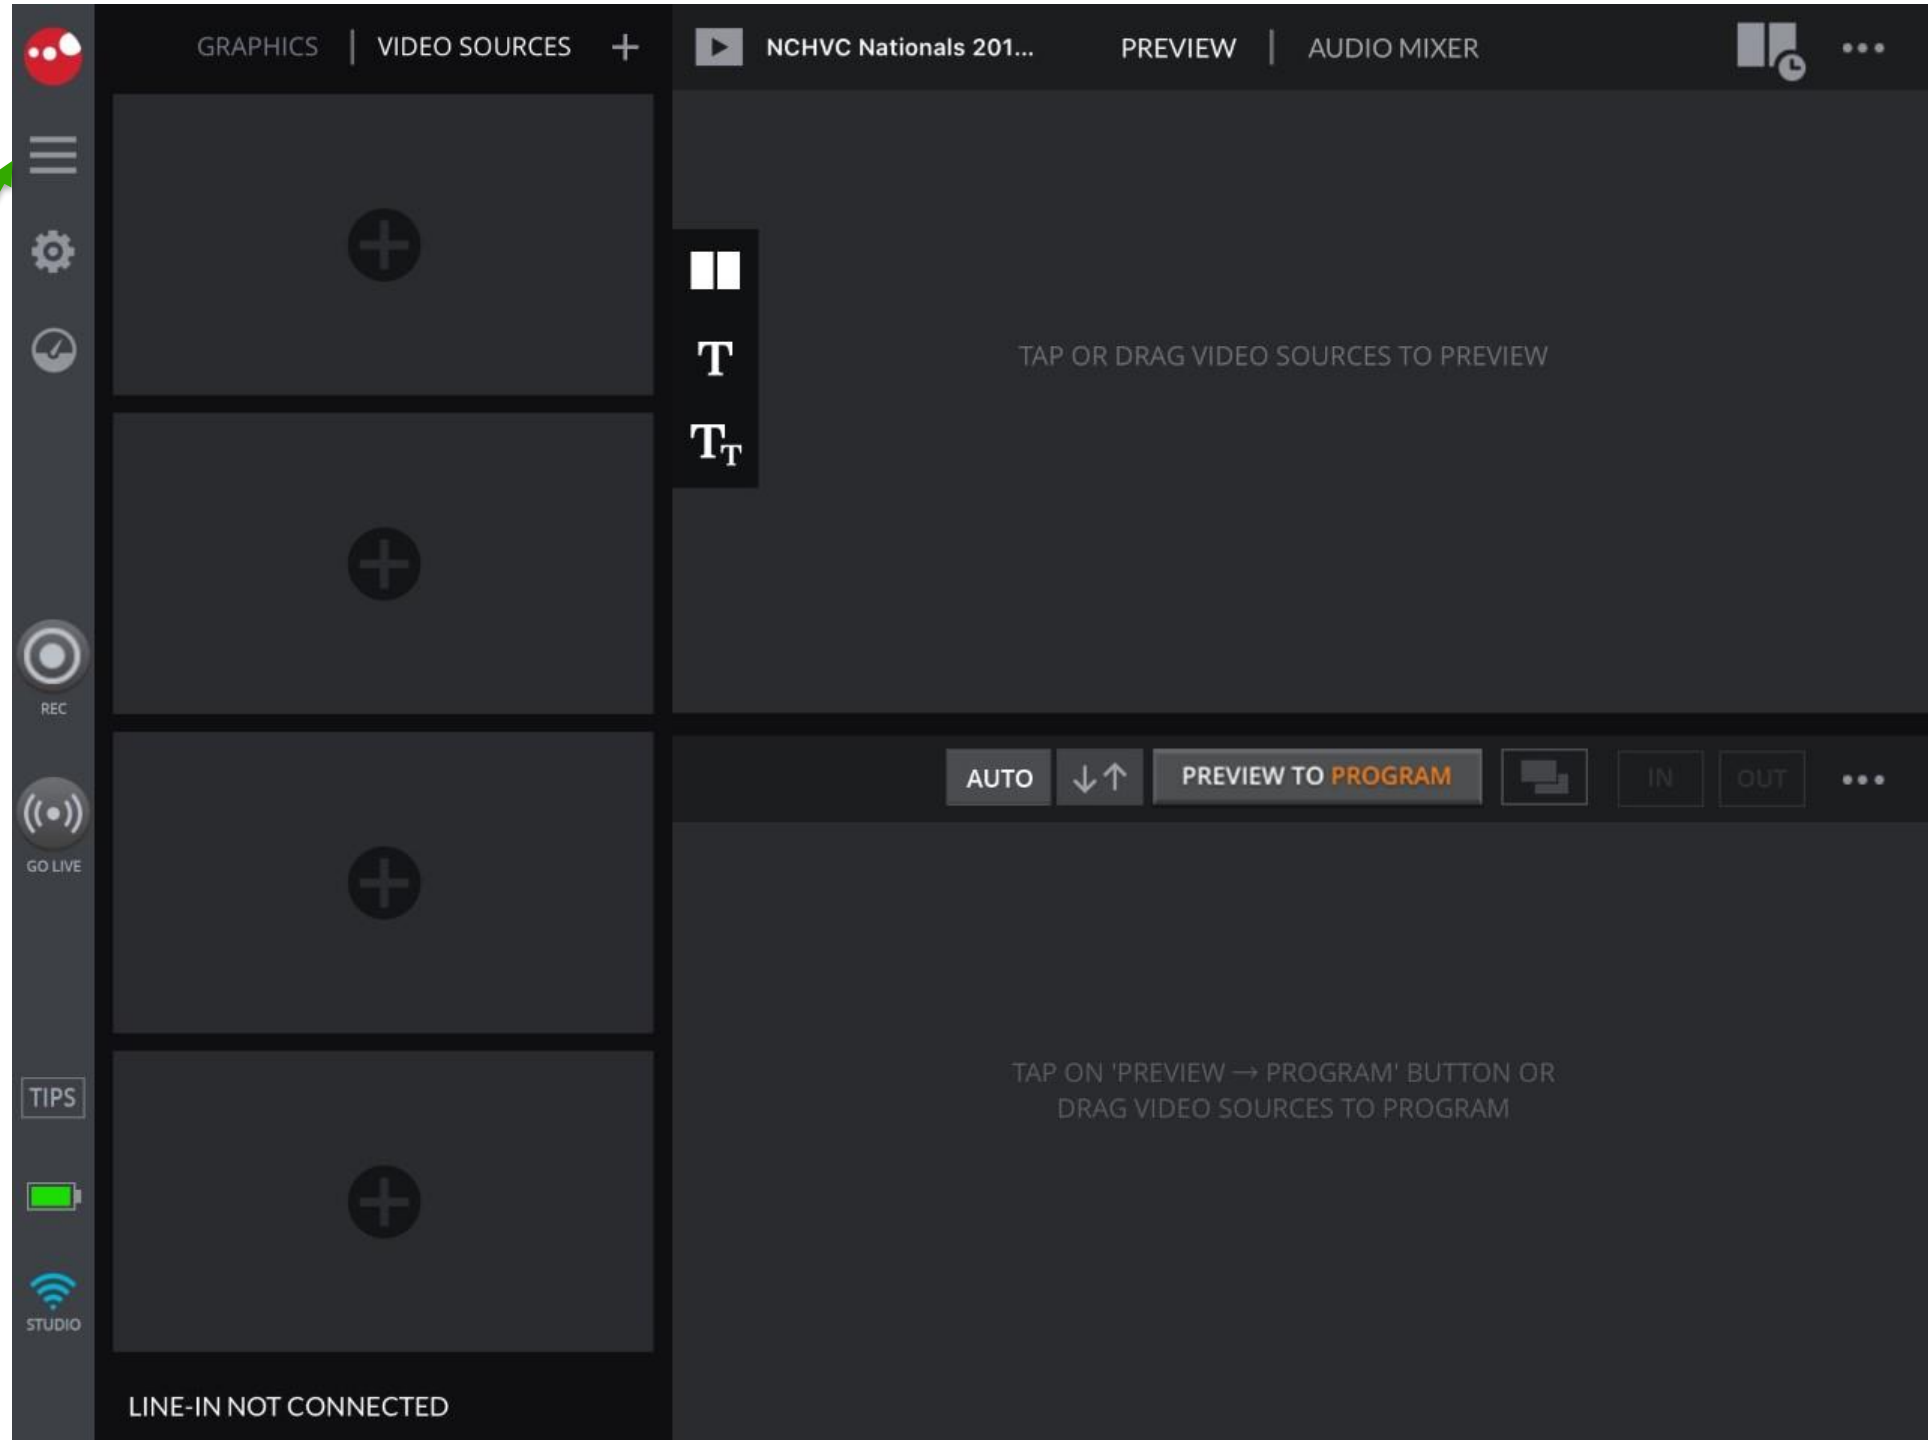 GRAPHICS | VIDEO SOURCES +
NCHVC Nationals 201...
PREVIEW | AUDIO MIXER
T
TT
TAP OR DRAG VIDEO SOURCES TO PREVIEW
REC
AUTO
PREVIEW TO PROGRAM
IN
OUT
GO LIVE
TAP ON 'PREVIEW → PROGRAM' BUTTON OR
DRAG VIDEO SOURCES TO PROGRAM
TIPS
STUDIO
LINE-IN NOT CONNECTED